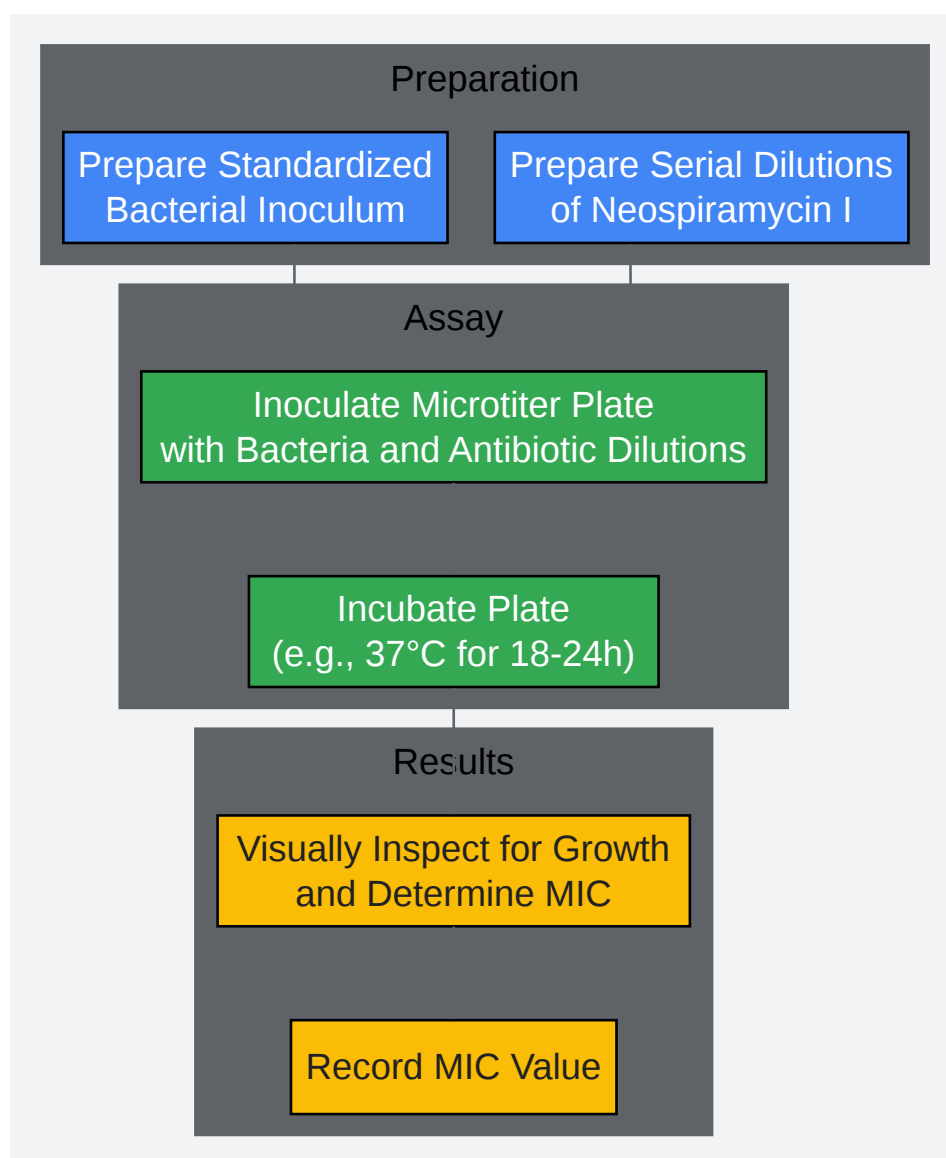 Preparation
Prepare Standardized
Bacterial Inoculum
Prepare Serial Dilutions
of Neospiramycin I
Assay
Inoculate Microtiter Plate
with Bacteria and Antibiotic Dilutions
Incubate Plate
(e.g., 37°C for 18-24h)
Results
Visually Inspect for Growth
and Determine MIC
Record MIC Value